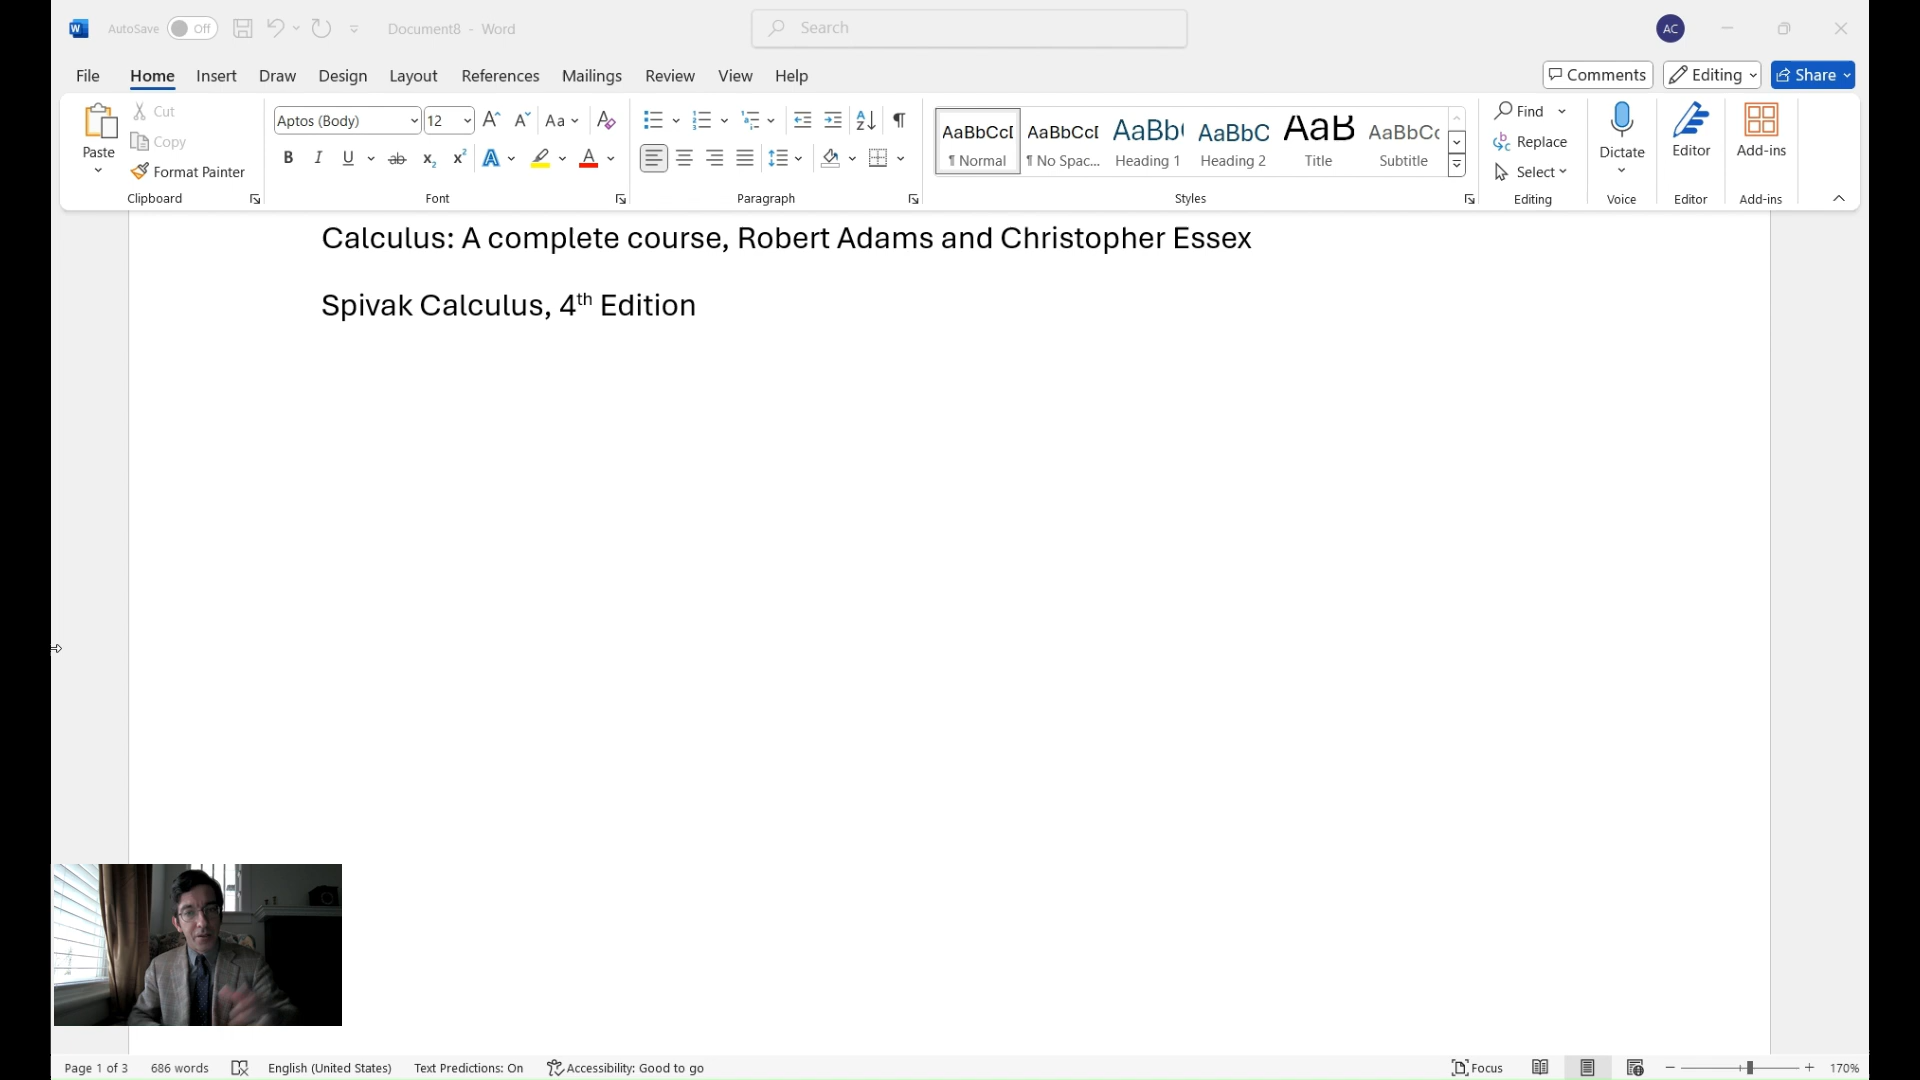 AutoSave Off Document8 - Word Search AC
File Home Insert Draw Design Layout References Mailings Review View Help Comments Editing Share
Paste Cut Copy Format Painter
Clipboard
Aptos (Body) 12 Aa
Font
Paragraph
AaBbCcD AaBbCcD AaBb( AaBbC AaB AaBbCc
¶ Normal ¶ No Spac... Heading 1 Heading 2 Title Subtitle
Styles
Find Replace Select
Editing
Dictate
Voice
Editor
Editor
Add-ins
Add-ins
Calculus: A complete course, Robert Adams and Christopher Essex
Spivak Calculus, 4th Edition
Page 1 of 3 686 words English (United States) Text Predictions: On Accessibility: Good to go Focus 170%